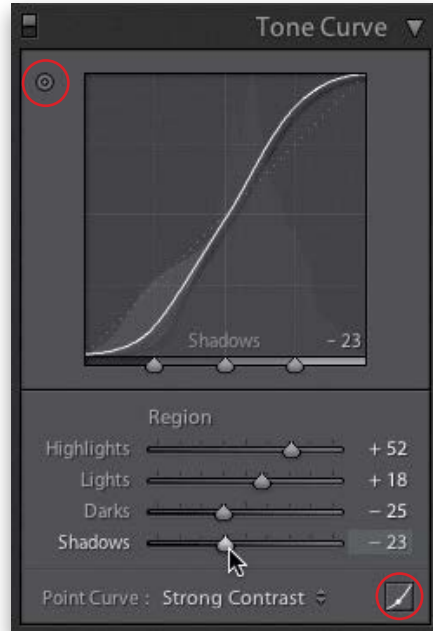 Tone Curve
Shadows – 23
Region
Highlights + 52
Lights + 18
Darks – 25
Shadows – 23
Point Curve : Strong Contrast